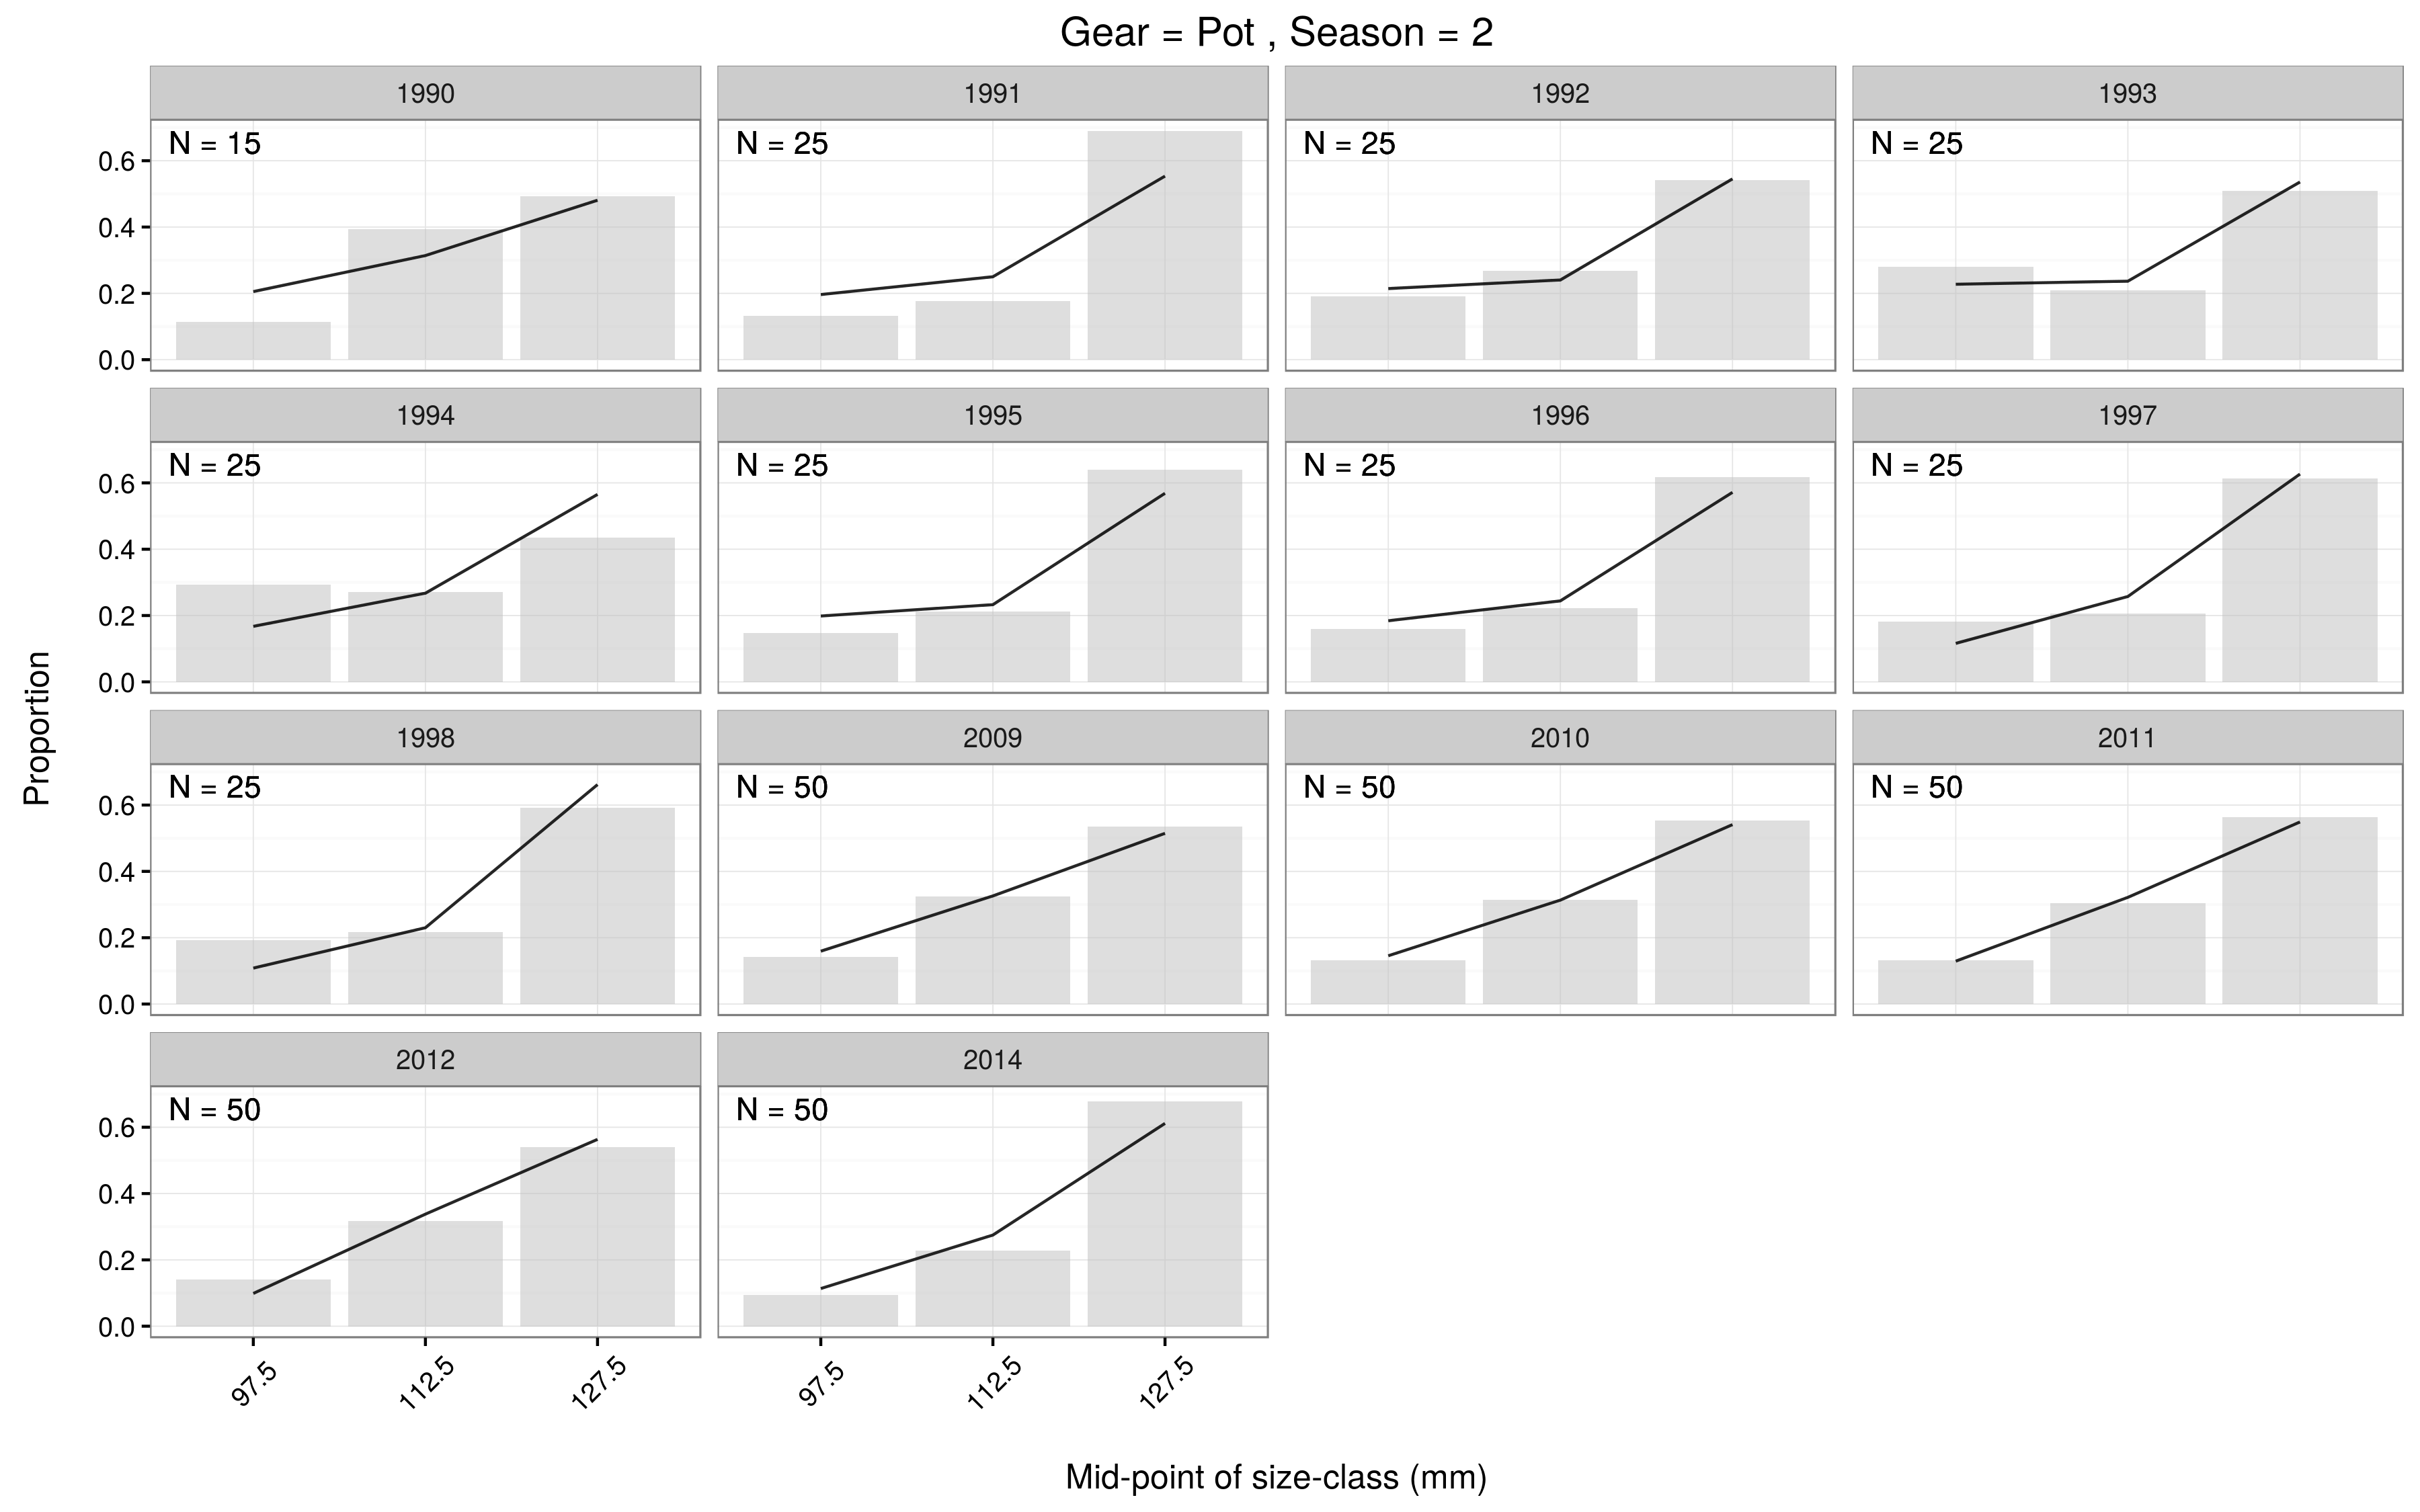 Gear = Pot , Season = 2
1990 1991 1992 1993
N = 15 N = 25 N = 25 N = 25
0.6
0.4
0.2
0.0
1994 1995 1996 1997
N = 25 N = 25 N = 25 N = 25
0.6
0.4
0.2
0.0
Proportion
1998 2009 2010 2011
N = 25 N = 50 N = 50 N = 50
0.6
0.4
0.2
0.0
2012 2014
N = 50 N = 50
0.6
0.4
0.2
0.0
97.5 112.5 127.5 97.5 112.5 127.5
Mid-point of size-class (mm)